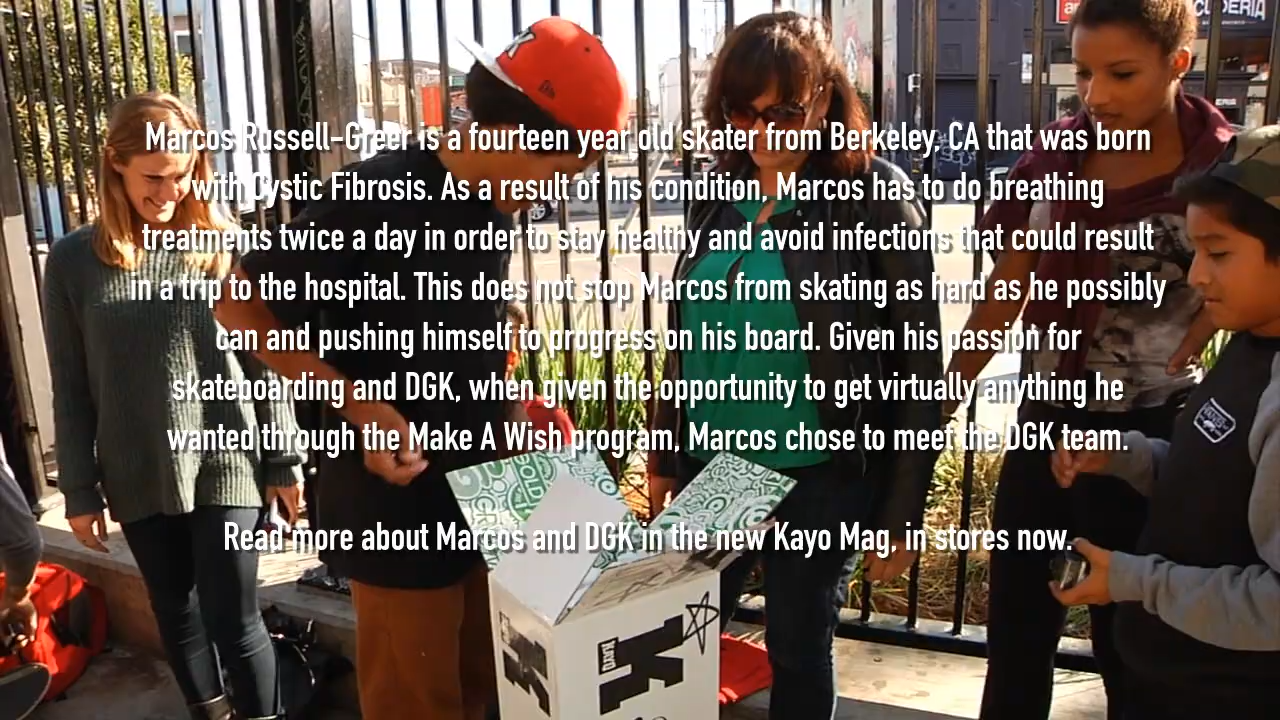 CUDERIA
Marcos Russell-Greer is a fourteen year old skater from Berkeley, CA that was born
with Cystic Fibrosis. As a result of his condition, Marcos has to do breathing
treatments twice a day in order to stay healthy and avoid infections that could result
in a trip to the hospital. This does not stop Marcos from skating as hard as he possibly
can and pushing himself to progress on his board. Given his passion for
skateboarding and DGK, when given the opportunity to get virtually anything he
wanted through the Make A Wish program, Marcos chose to meet the DGK team.
Read more about Marcos and DGK in the new Kayo Mag, in stores now.
K
KAYO
K